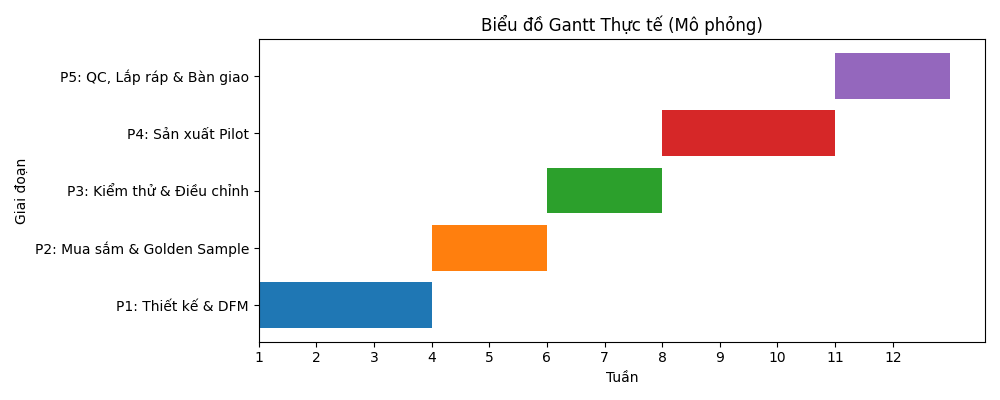 Biểu đồ Gantt Thực tế (Mô phỏng)
Giai đoạn
P5: QC, Lắp ráp & Bàn giao
P4: Sản xuất Pilot
P3: Kiểm thử & Điều chỉnh
P2: Mua sắm & Golden Sample
P1: Thiết kế & DFM
1 2 3 4 5 6 7 8 9 10 11 12
Tuần